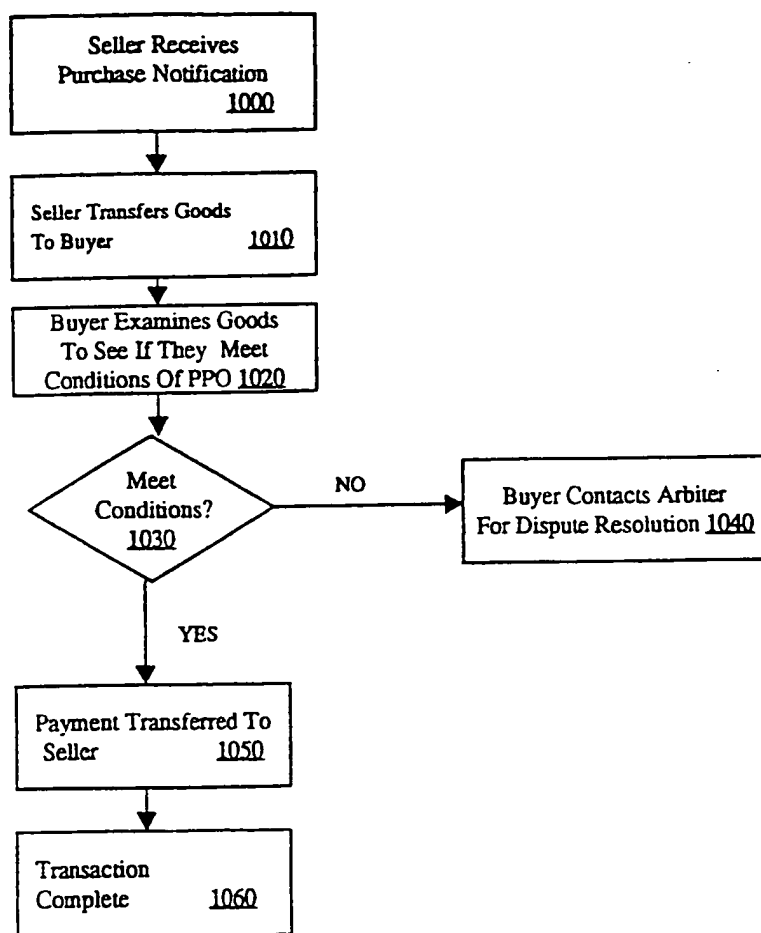 Seller Receives
Purchase Notification
1000
Seller Transfers Goods
To Buyer 1010
Buyer Examines Goods
To See If They Meet
Conditions Of PPO 1020
Meet
Conditions?
1030
NO
Buyer Contacts Arbiter
For Dispute Resolution 1040
YES
Payment Transferred To
Seller 1050
Transaction
Complete 1060